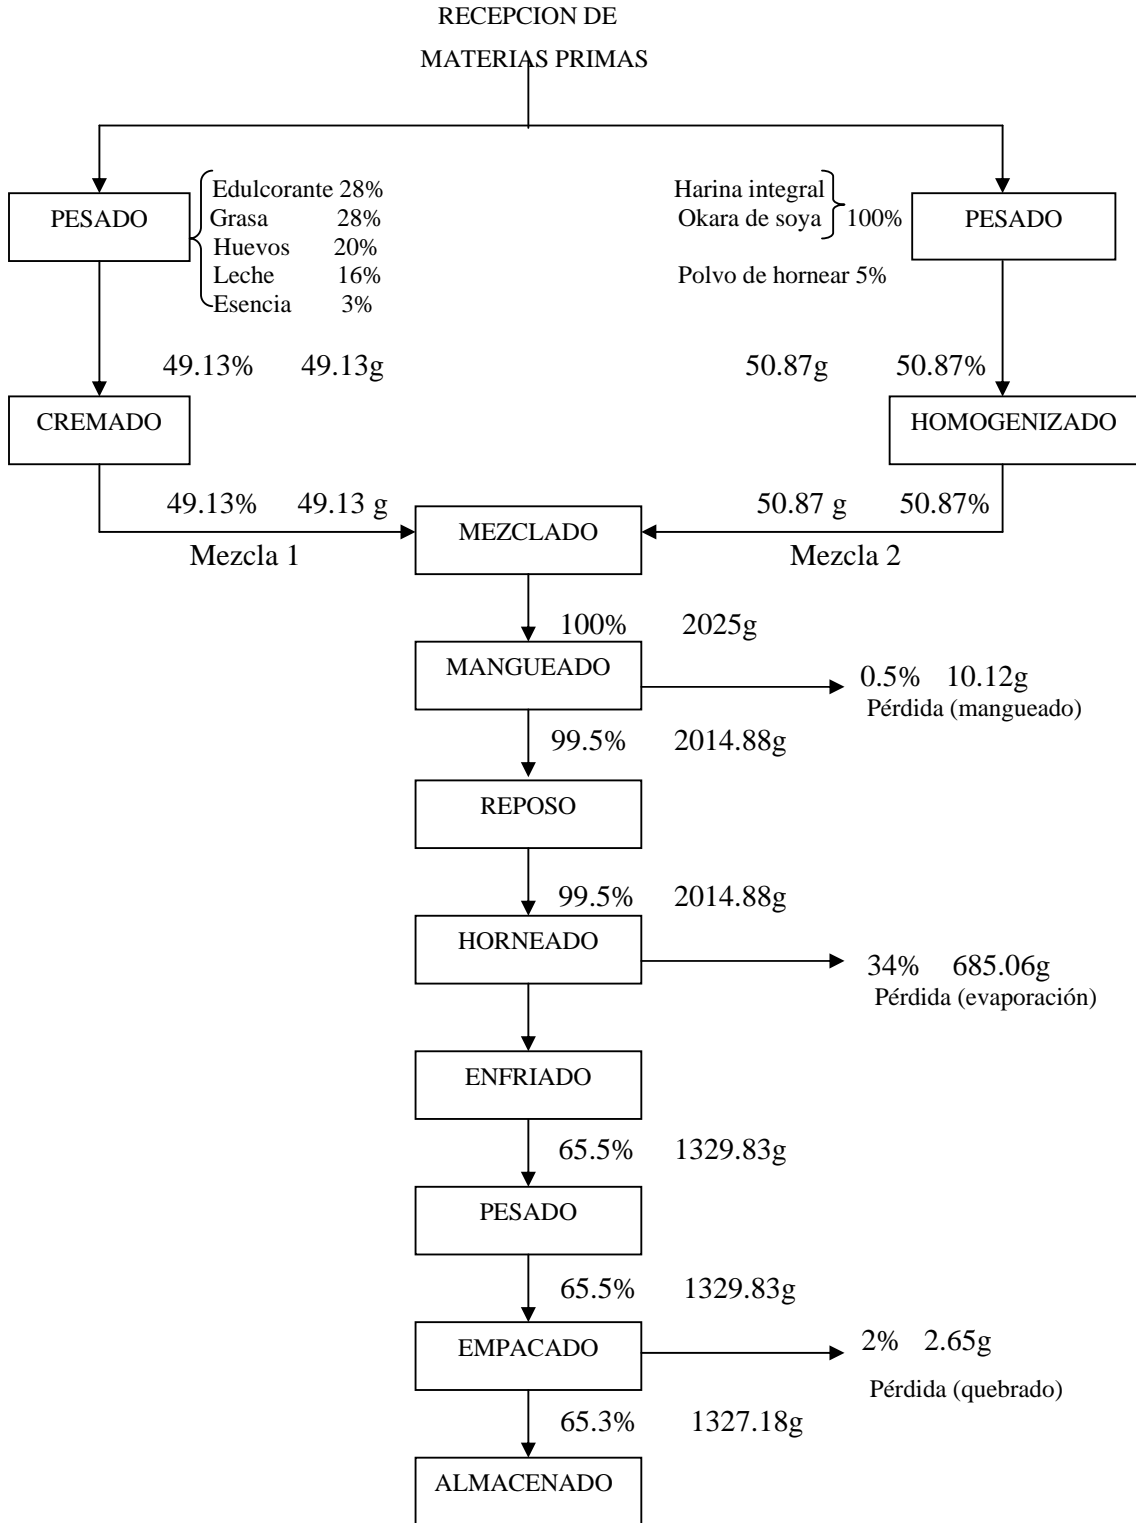 RECEPCION DE
MATERIAS PRIMAS
PESADO
Edulcorante 28%
Grasa 28%
Huevos 20%
Leche 16%
Esencia 3%
Harina integral
Okara de soya 100%
Polvo de hornear 5%
PESADO
49.13% 49.13g
50.87g 50.87%
CREMADO
HOMOGENIZADO
49.13% 49.13 g
50.87 g 50.87%
MEZCLADO
Mezcla 1
Mezcla 2
100% 2025g
MANGUEADO
0.5% 10.12g
Pérdida (mangueado)
99.5% 2014.88g
REPOSO
99.5% 2014.88g
HORNEADO
34% 685.06g
Pérdida (evaporación)
ENFRIADO
65.5% 1329.83g
PESADO
65.5% 1329.83g
EMPACADO
2% 2.65g
Pérdida (quebrado)
65.3% 1327.18g
ALMACENADO